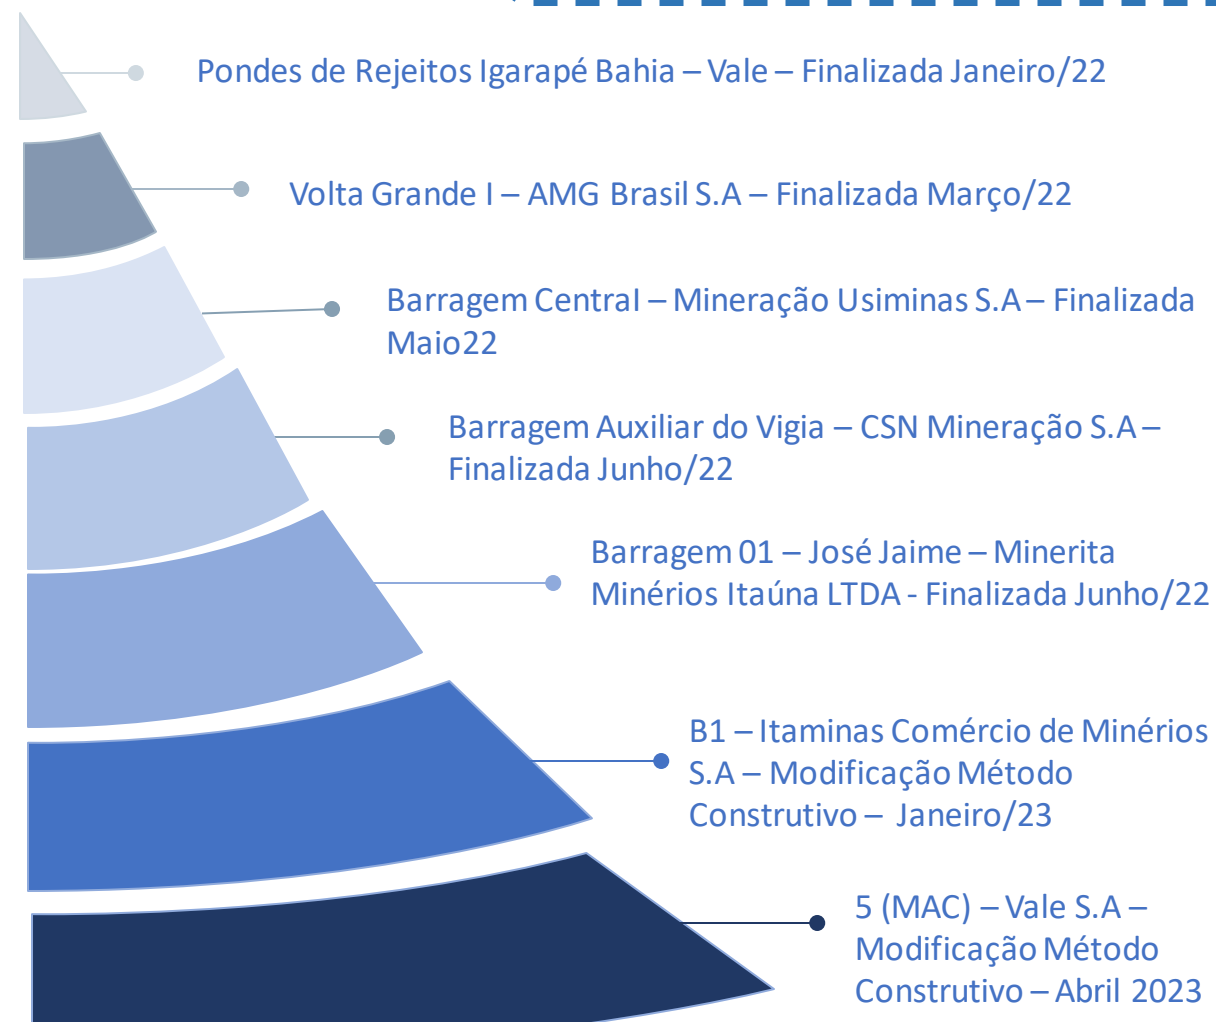 Pondes de Rejeitos Igarapé Bahia – Vale – Finalizada Janeiro/22
Volta Grande I – AMG Brasil S.A – Finalizada Março/22
Barragem Central – Mineração Usiminas S.A – Finalizada
Maio22
Barragem Auxiliar do Vigia – CSN Mineração S.A –
Finalizada Junho/22
Barragem 01 – José Jaime – Minerita
Minérios Itaúna LTDA - Finalizada Junho/22
B1 – Itaminas Comércio de Minérios
S.A – Modificação Método
Construtivo – Janeiro/23
5 (MAC) – Vale S.A –
Modificação Método
Construtivo – Abril 2023